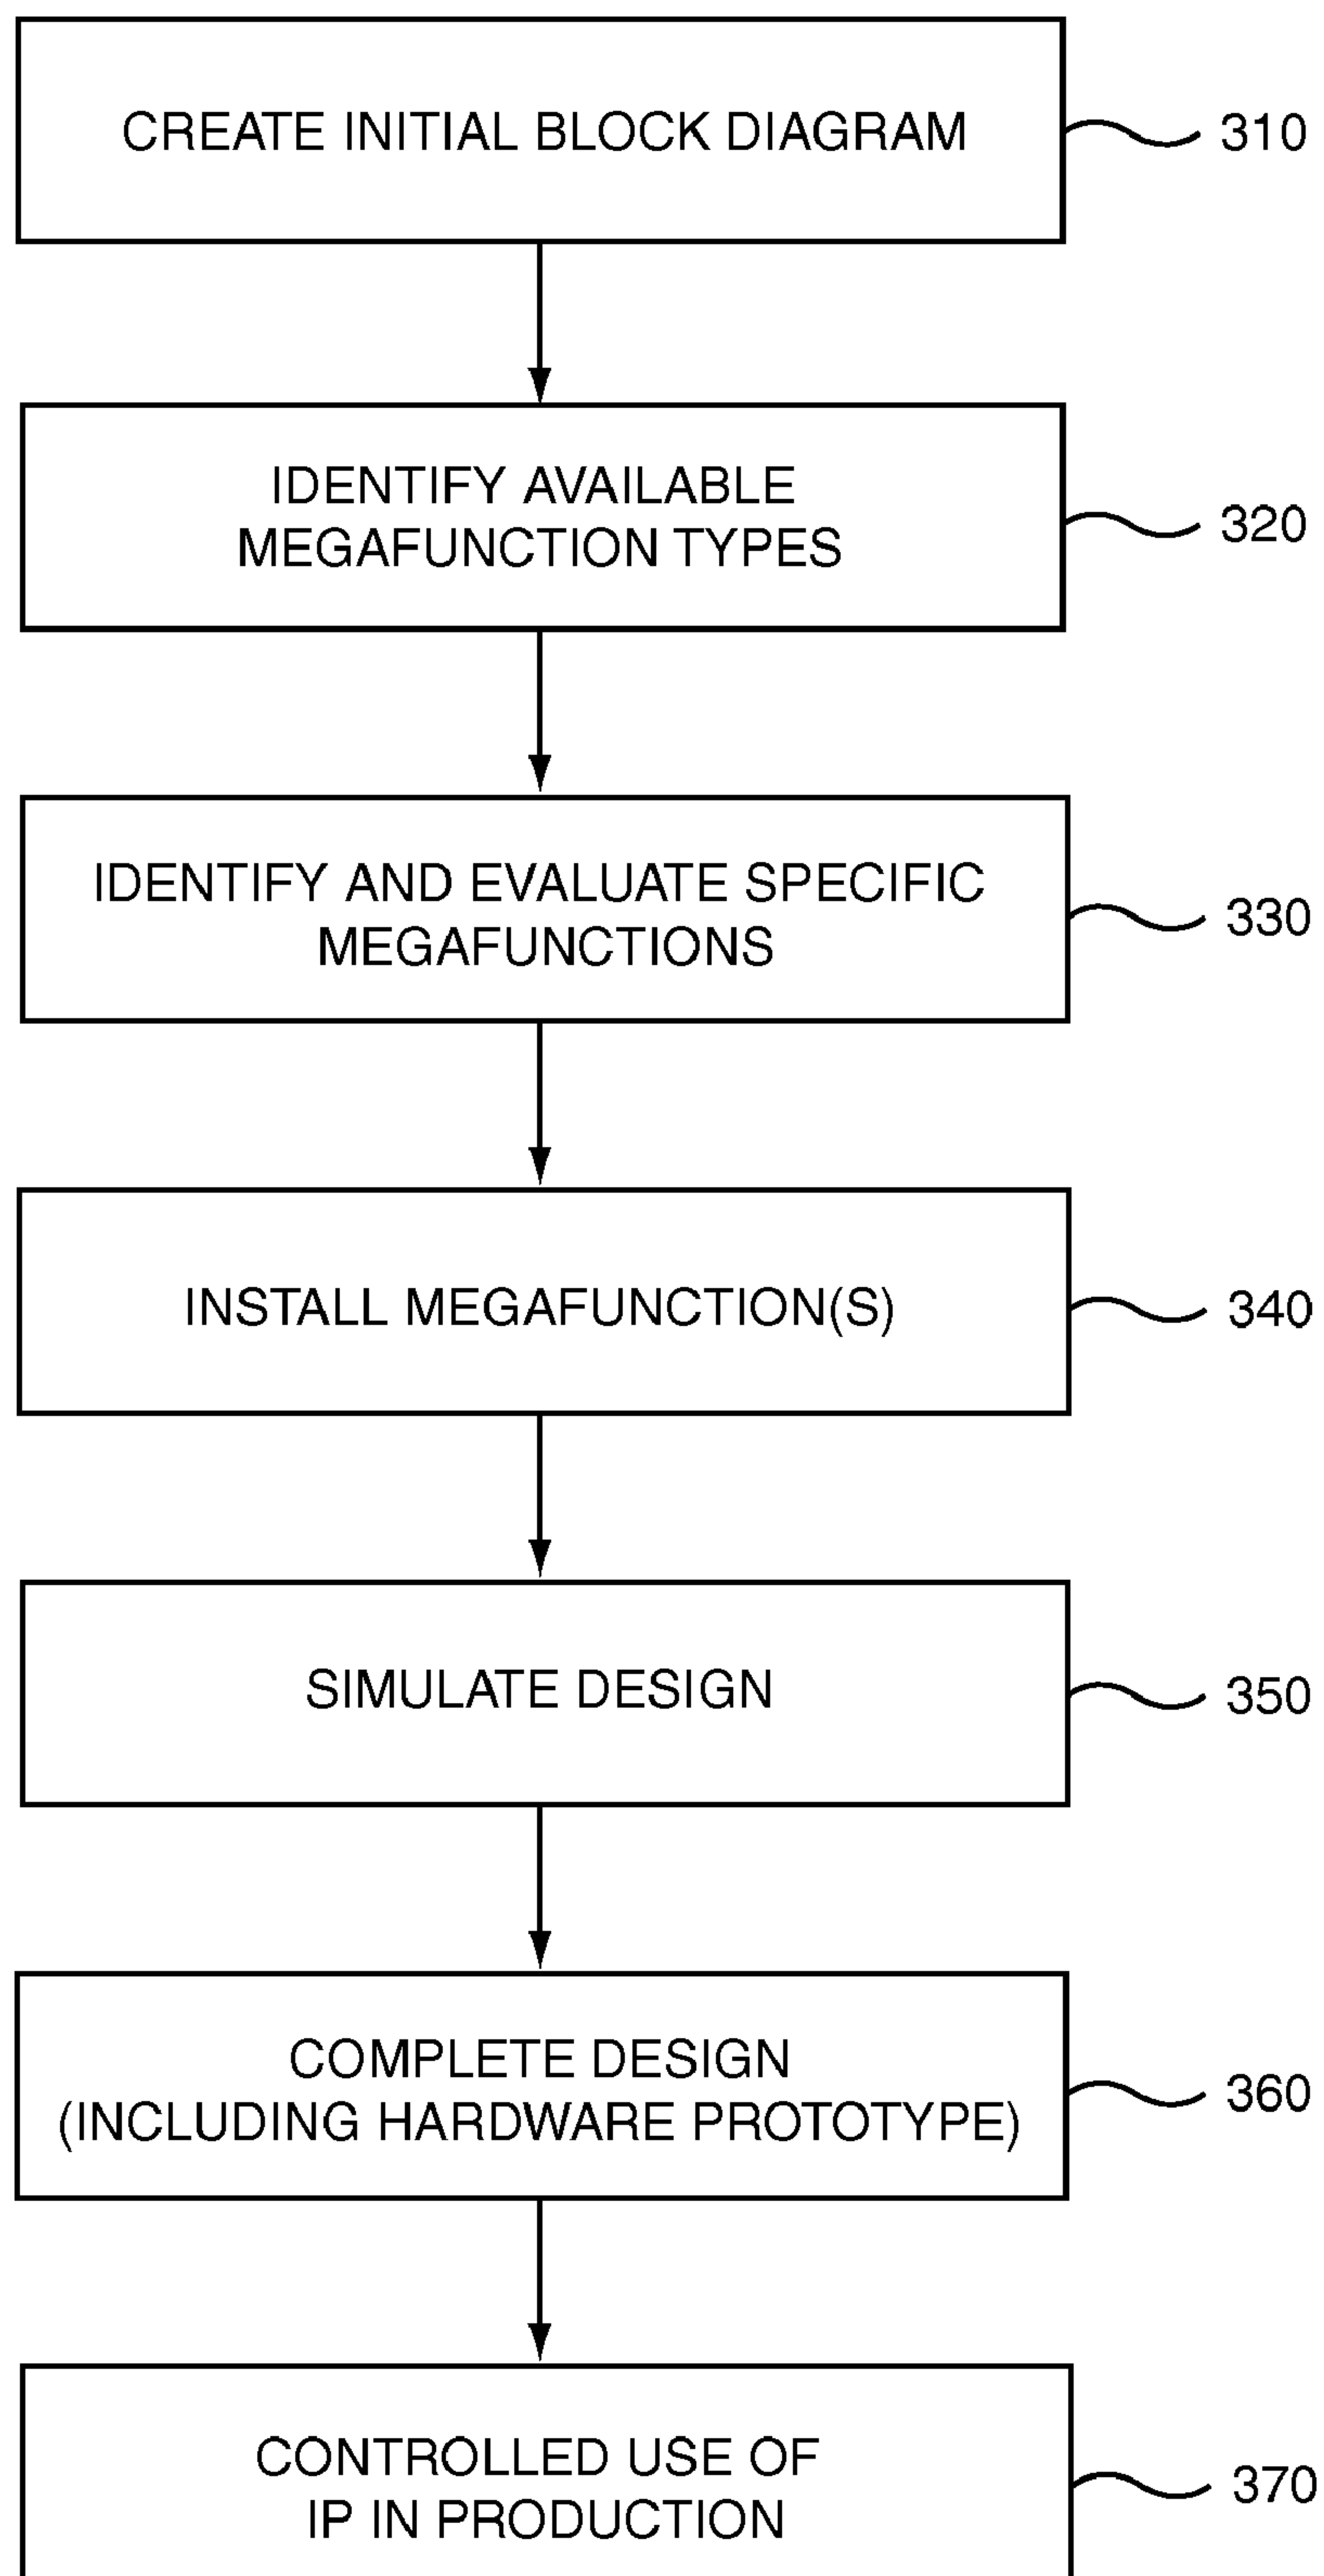 CREATE INITIAL BLOCK DIAGRAM
310
IDENTIFY AVAILABLE
MEGAFUNCTION TYPES
320
IDENTIFY AND EVALUATE SPECIFIC
MEGAFUNCTIONS
330
INSTALL MEGAFUNCTION(S)
340
SIMULATE DESIGN
350
COMPLETE DESIGN
(INCLUDING HARDWARE PROTOTYPE)
360
CONTROLLED USE OF
IP IN PRODUCTION
370